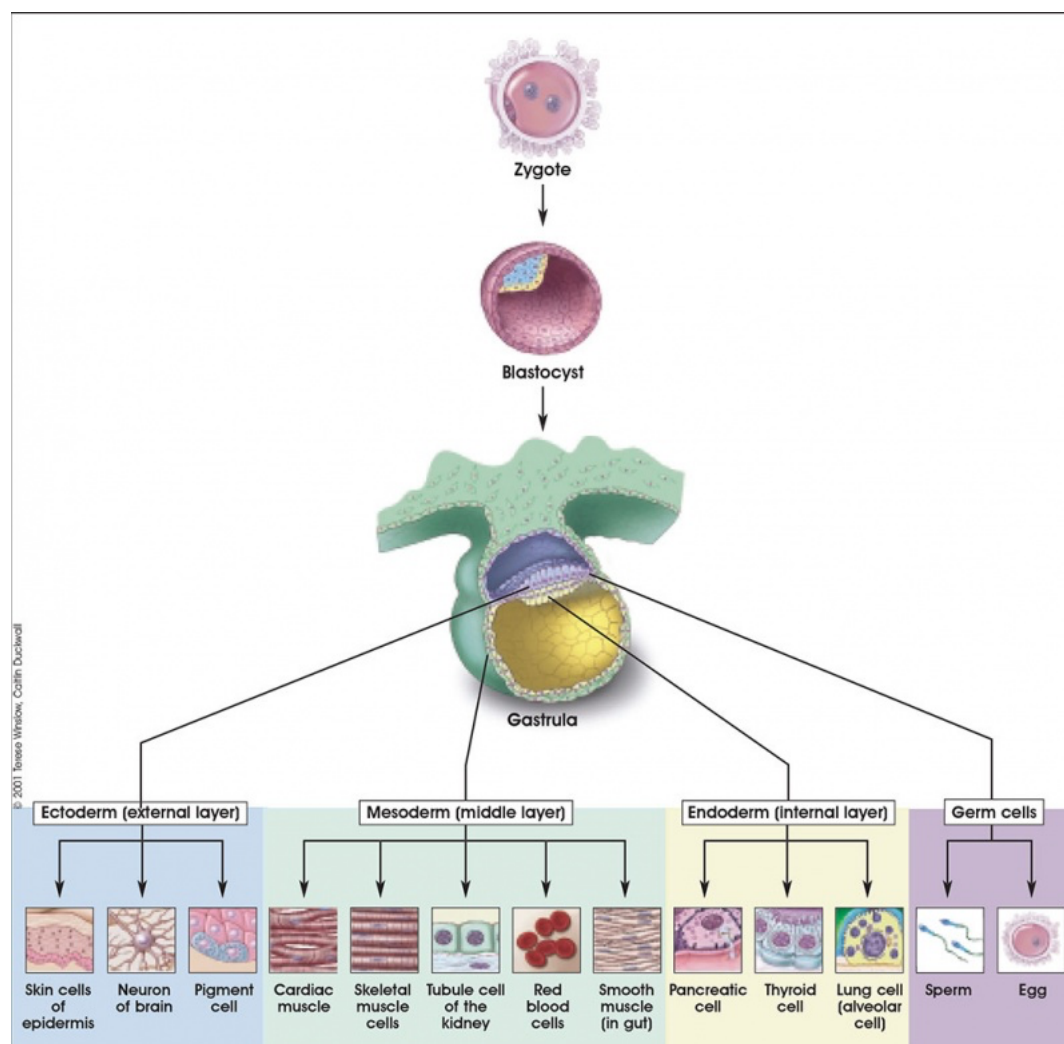 Zygote
Blastocyst
Gastrula
© 2001 Terese Winslow, Caitlin Duckwall
Ectoderm (external layer)
Mesoderm (middle layer)
Endoderm (internal layer)
Germ cells
Skin cells
of
epidermis
Neuron
of brain
Pigment
cell
Cardiac
muscle
Skeletal
muscle
cells
Tubule cell
of the
kidney
Red
blood
cells
Smooth
muscle
(in gut)
Pancreatic
cell
Thyroid
cell
Lung cell
(alveolar
cell)
Sperm
Egg